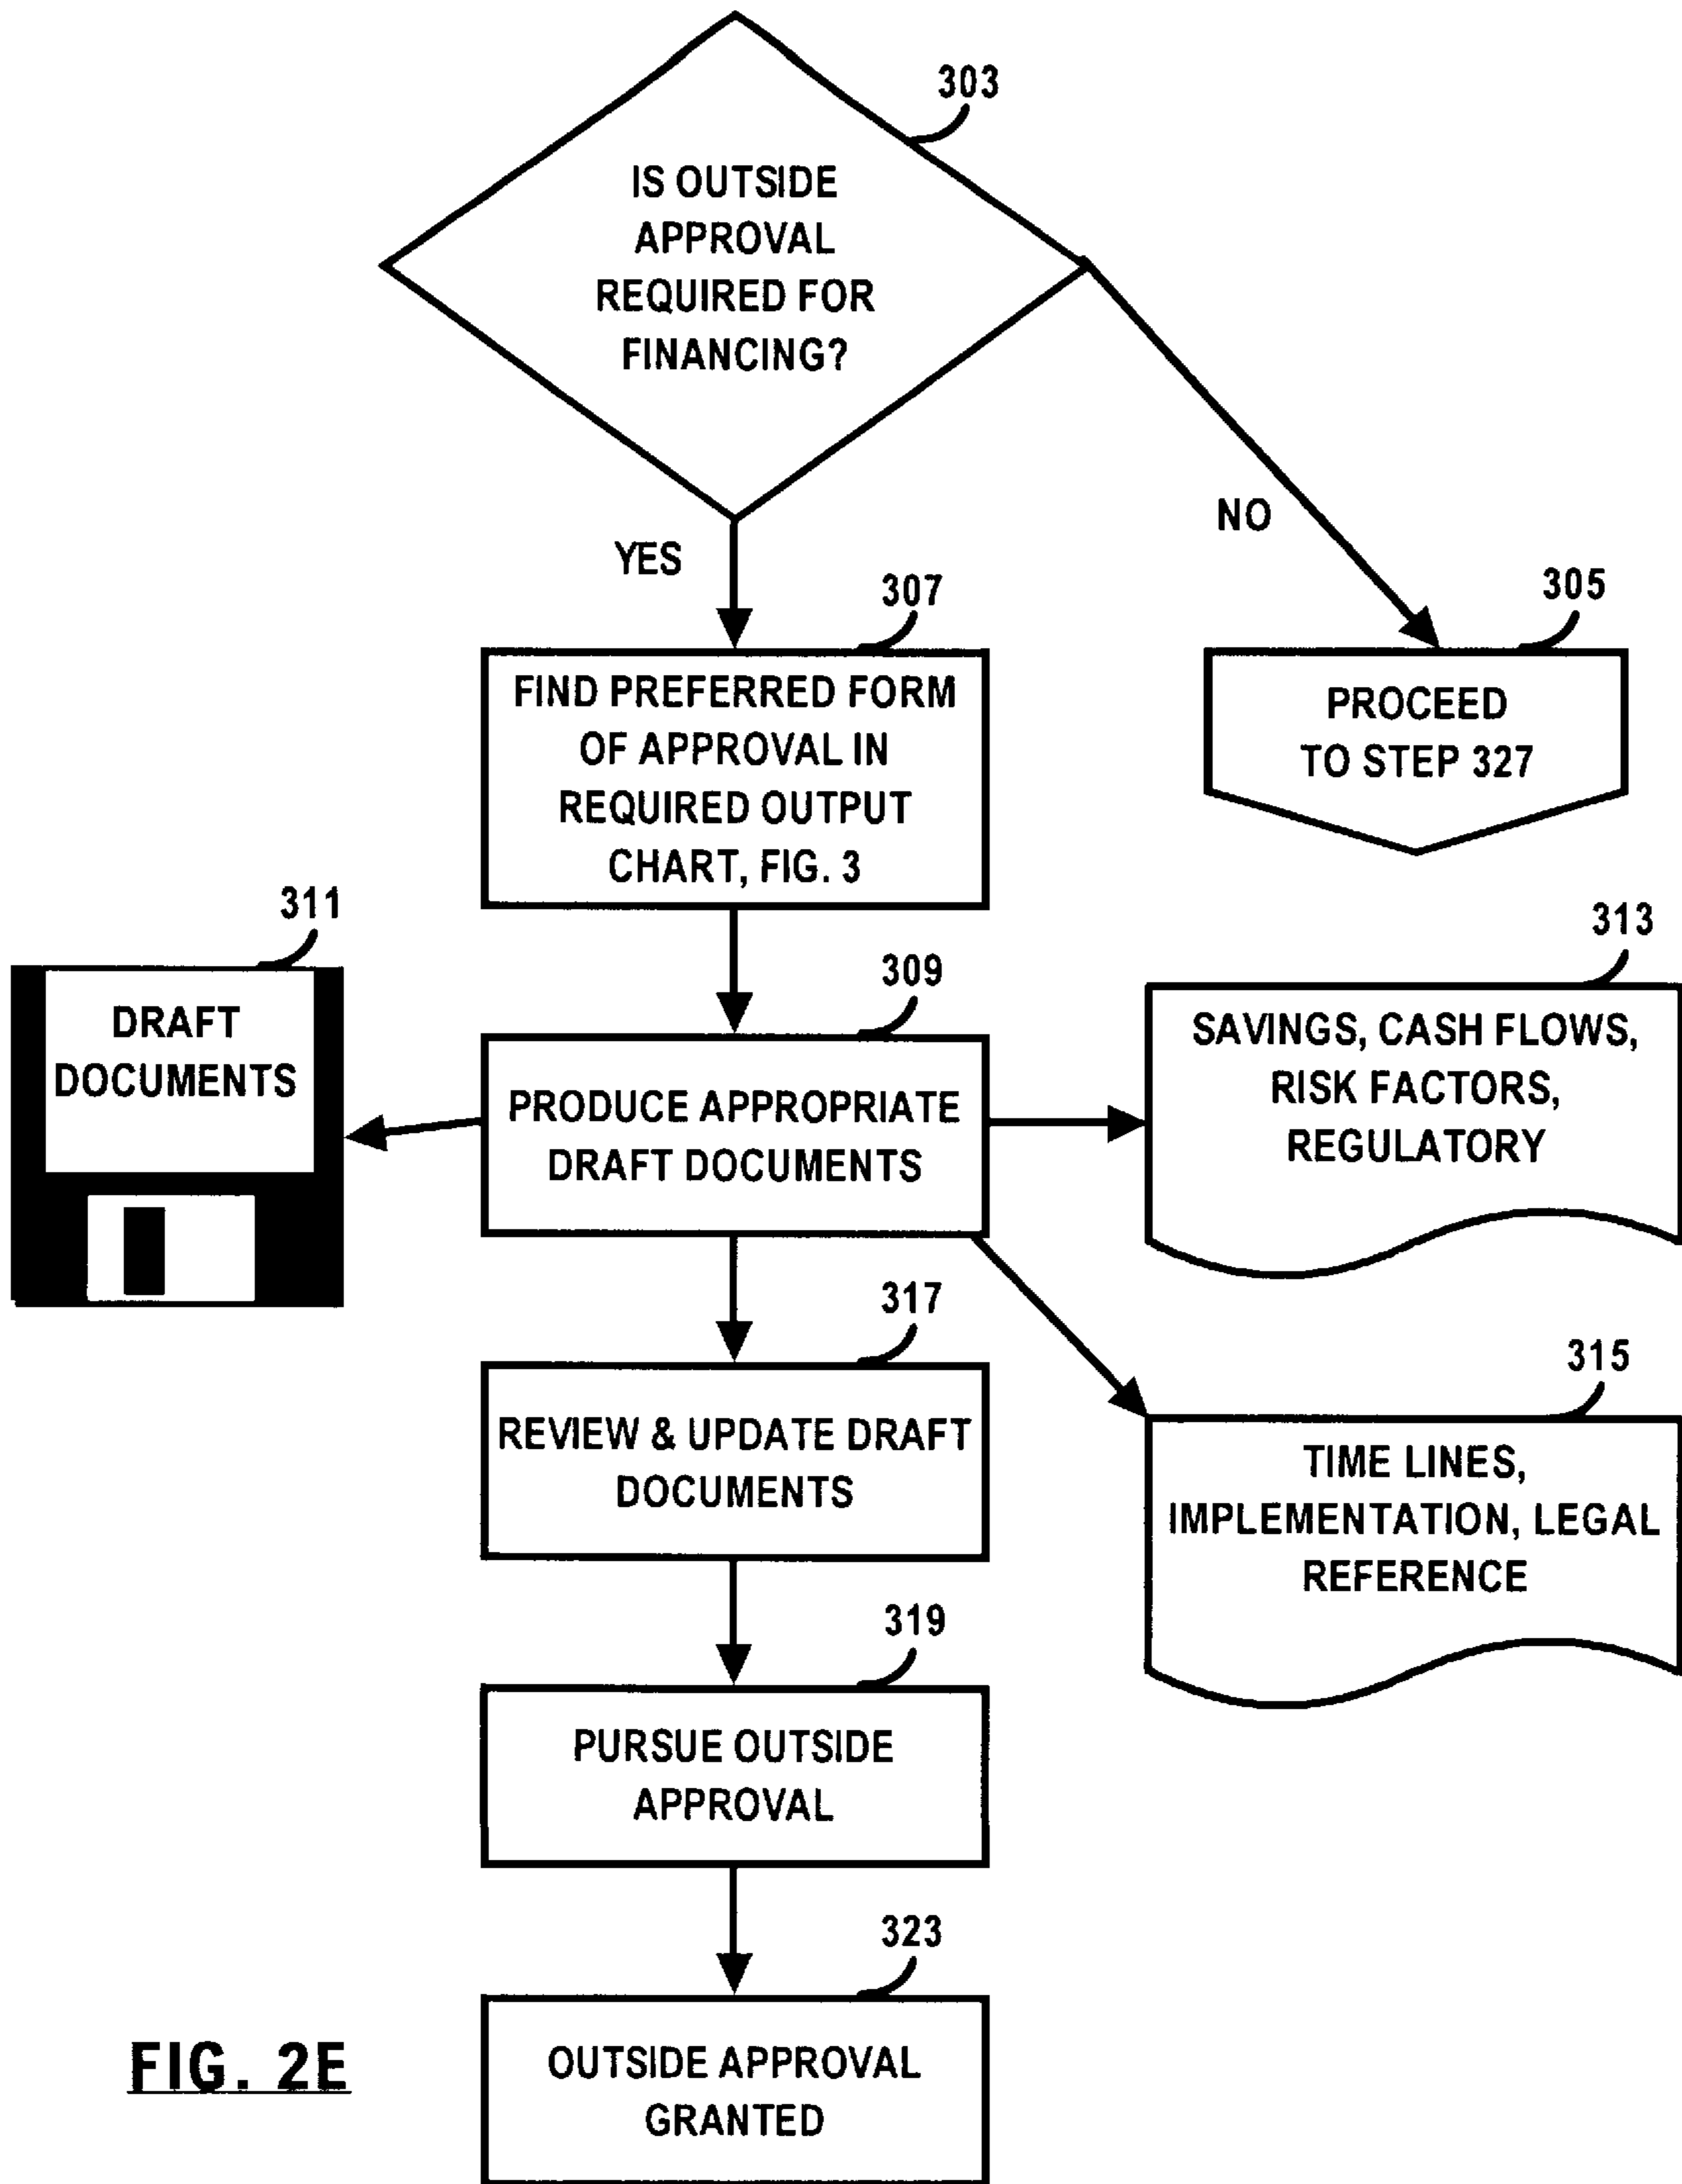 303
IS OUTSIDE
APPROVAL
REQUIRED FOR
FINANCING?
NO
YES
307
305
FIND PREFERRED FORM
OF APPROVAL IN
REQUIRED OUTPUT
CHART, FIG. 3
PROCEED
TO STEP 327
311
DRAFT
DOCUMENTS
309
PRODUCE APPROPRIATE
DRAFT DOCUMENTS
313
SAVINGS, CASH FLOWS,
RISK FACTORS,
REGULATORY
317
REVIEW & UPDATE DRAFT
DOCUMENTS
315
TIME LINES,
IMPLEMENTATION, LEGAL
REFERENCE
319
PURSUE OUTSIDE
APPROVAL
323
OUTSIDE APPROVAL
GRANTED
FIG. 2E